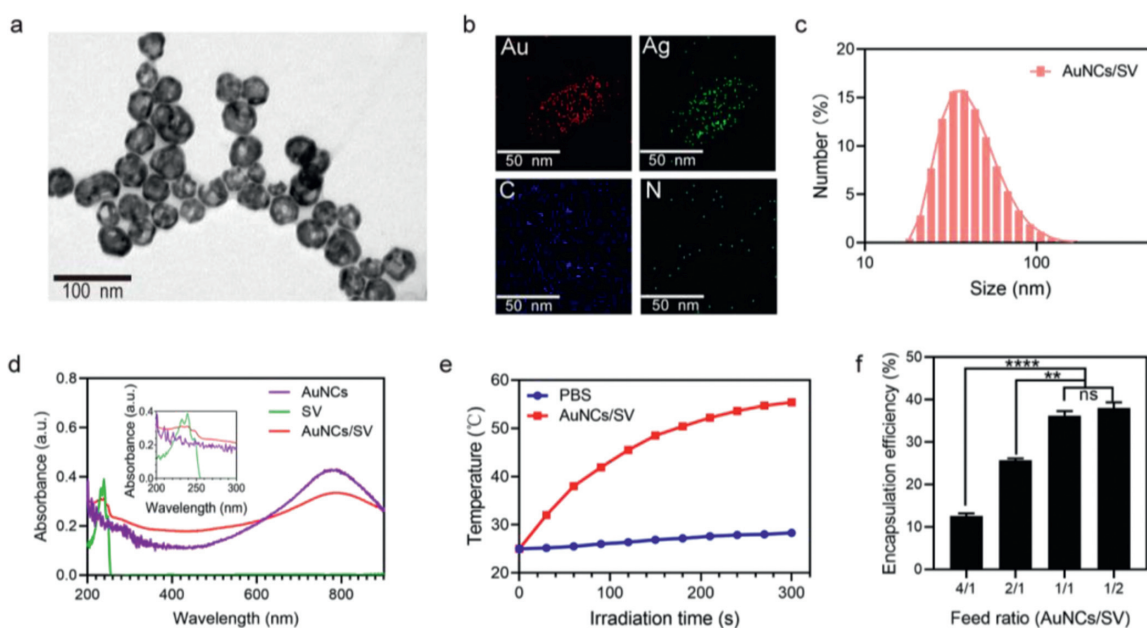 a
100 nm
b
Au
Ag
50 nm
50 nm
C
N
50 nm
50 nm
c
20
15
10
5
0
Number (%)
AuNCs/SV
10
100
Size (nm)
d
0.8
0.6
0.4
0.2
0.0
Absorbance (a.u.)
AuNCs
SV
AuNCs/SV
0.4
0.2
0.0
Absorbance (a.u.)
200
250
300
Wavelength (nm)
200
400
600
800
Wavelength (nm)
e
60
50
40
30
20
Temperature (℃)
PBS
AuNCs/SV
0
100
200
300
Irradiation time (s)
f
50
40
30
20
10
0
Encapsulation efficiency (%)
****
**
ns
4/1
2/1
1/1
1/2
Feed ratio (AuNCs/SV)